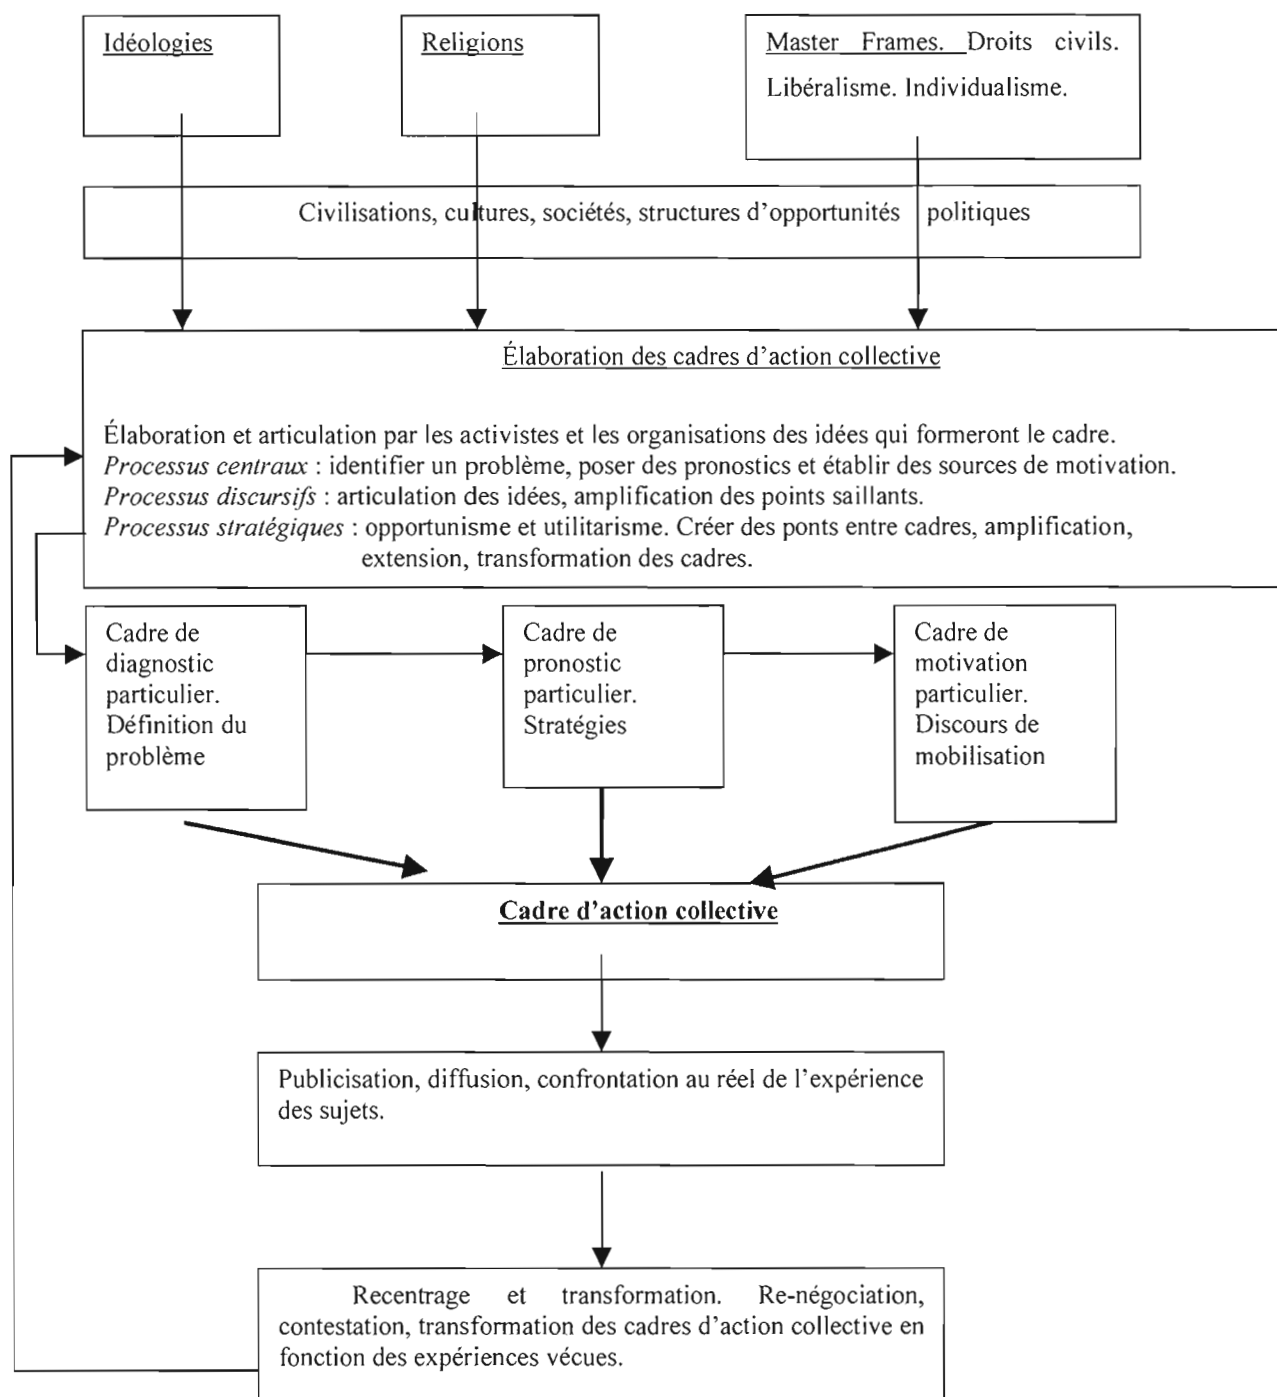 Idéologies
Religions
Master Frames. Droits civils.
Libéralisme. Individualisme.
Civilisations, cultures, sociétés, structures d'opportunités politiques
Élaboration des cadres d'action collective
Élaboration et articulation par les activistes et les organisations des idées qui formeront le cadre.
Processus centraux : identifier un problème, poser des pronostics et établir des sources de motivation.
Processus discursifs : articulation des idées, amplification des points saillants.
Processus stratégiques : opportunisme et utilitarisme. Créer des ponts entre cadres, amplification,
extension, transformation des cadres.
Cadre de
diagnostic
particulier.
Définition du
problème
Cadre de
pronostic
particulier.
Stratégies
Cadre de
motivation
particulier.
Discours de
mobilisation
Cadre d'action collective
Publicisation, diffusion, confrontation au réel de l'expérience
des sujets.
Recentrage et transformation. Re-négociation,
contestation, transformation des cadres d'action collective en
fonction des expériences vécues.